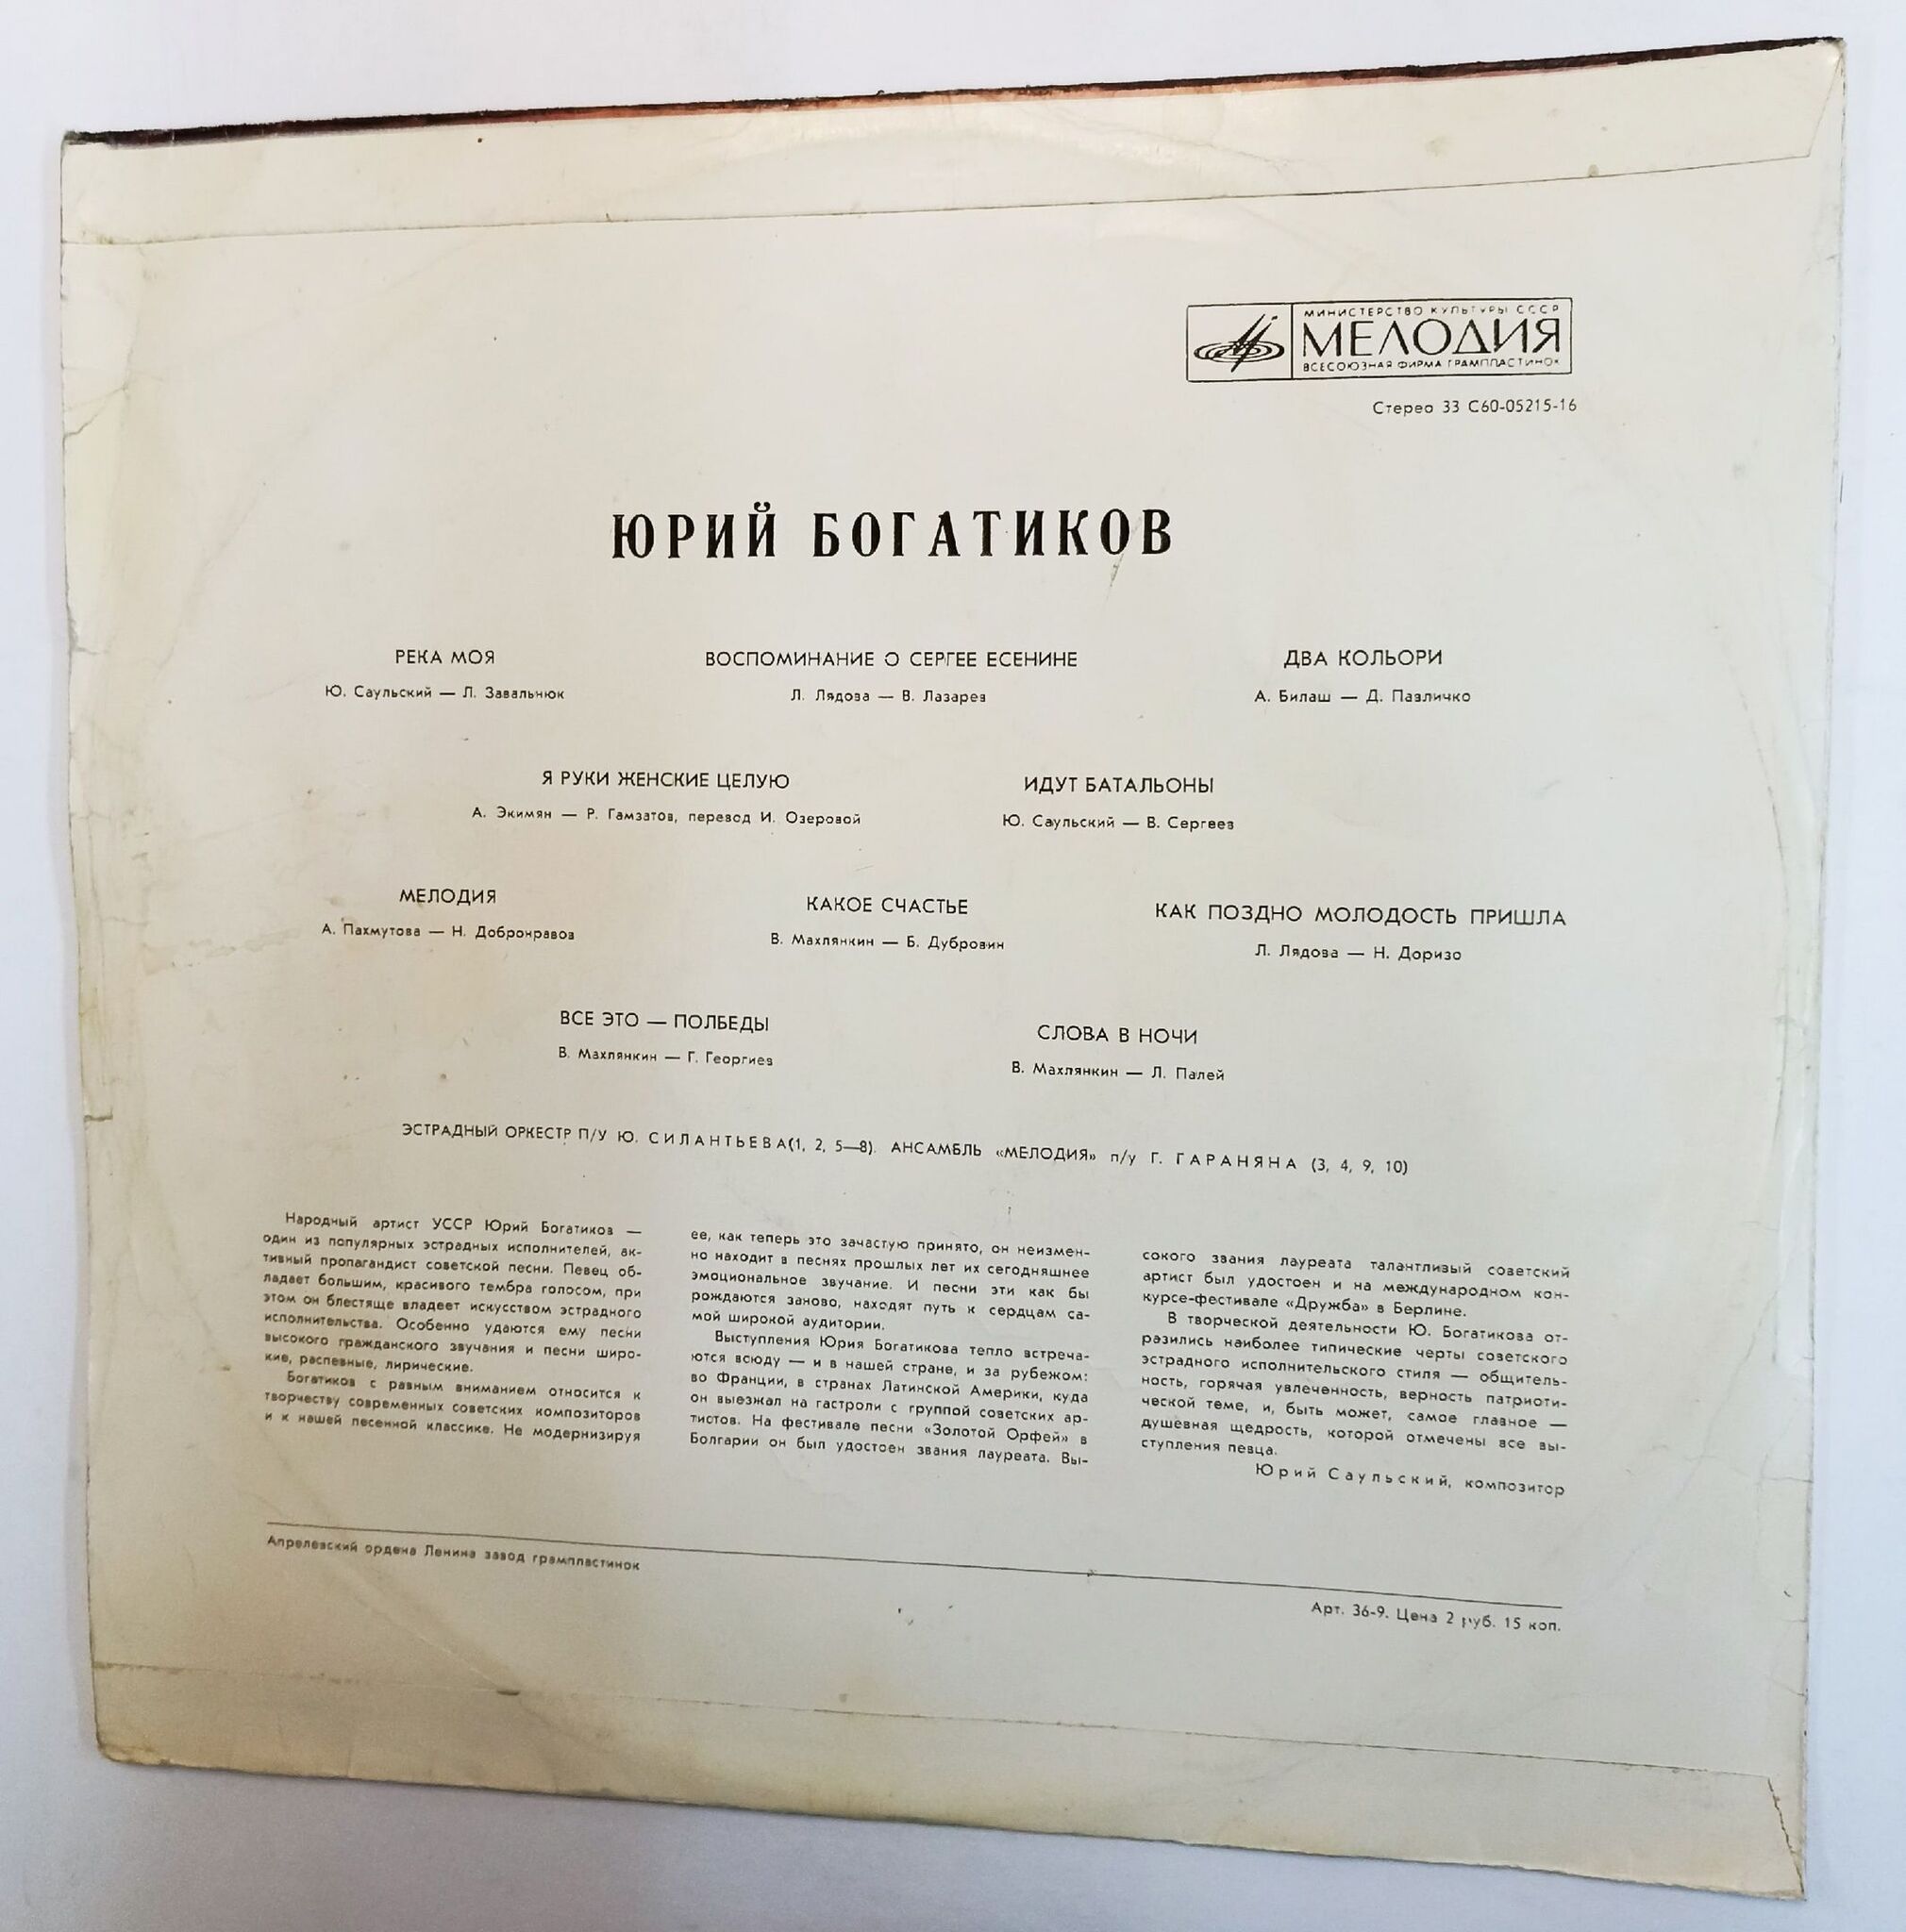 МИНИСТЕРСТВО КУЛЬТУРЫ СССР
МЕЛОДИЯ
ВСЕСОЮЗНАЯ ФИРМА ГРАМПЛАСТИНОК
Стерео 33 С60-05215-16
ЮРИЙ БОГАТИКОВ
РЕКА МОЯ
Ю. Саульский — Л. Завальнюк
ВОСПОМИНАНИЕ О СЕРГЕЕ ЕСЕНИНЕ
Л. Лядова — В. Лазарев
ДВА КОЛЬОРИ
А. Билаш — Д. Павличко
Я РУКИ ЖЕНСКИЕ ЦЕЛУЮ
А. Экимян — Р. Гамзатов, перевод И. Озеровой
ИДУТ БАТАЛЬОНЫ
Ю. Саульский — В. Сергеев
МЕЛОДИЯ
А. Пахмутова — Н. Добронравов
КАКОЕ СЧАСТЬЕ
В. Махлянкин — Б. Дубровин
КАК ПОЗДНО МОЛОДОСТЬ ПРИШЛА
Л. Лядова — Н. Доризо
ВСЕ ЭТО — ПОЛБЕДЫ
В. Махлянкин — Г. Георгиев
СЛОВА В НОЧИ
В. Махлянкин — Л. Палей
ЭСТРАДНЫЙ ОРКЕСТР П/У Ю. СИЛАНТЬЕВА(1, 2, 5—8). АНСАМБЛЬ «МЕЛОДИЯ» п/у Г. ГАРАНЯНА (3, 4, 9, 10)
Народный артист УССР Юрий Богатиков —
один из популярных эстрадных исполнителей, ак-
тивный пропагандист советской песни. Певец об-
ладает большим, красивого тембра голосом, при
этом он блестяще владеет искусством эстрадного
исполнительства. Особенно удаются ему песни
высокого гражданского звучания и песни широ-
кие, распевные, лирические.
Богатиков с равным вниманием относится к
творчеству современных советских композиторов
и к нашей песенной классике. Не модернизируя
ее, как теперь это зачастую принято, он неизмен-
но находит в песнях прошлых лет их сегодняшнее
эмоциональное звучание. И песни эти как бы
рождаются заново, находят путь к сердцам са-
мой широкой аудитории.
Выступления Юрия Богатикова тепло встреча-
ются всюду — и в нашей стране, и за рубежом:
во Франции, в странах Латинской Америки, куда
он выезжал на гастроли с группой советских ар-
тистов. На фестивале песни «Золотой Орфей» в
Болгарии он был удостоен звания лауреата. Вы-
сокого звания лауреата талантливый советский
артист был удостоен и на международном кон-
курсе-фестивале «Дружба» в Берлине.
В творческой деятельности Ю. Богатикова от-
разились наиболее типические черты советского
эстрадного исполнительского стиля — общитель-
ность, горячая увлеченность, верность патриоти-
ческой теме, и, быть может, самое главное —
душевная щедрость, которой отмечены все вы-
ступления певца.
Юрий Саульский, композитор
Апрелевский ордена Ленина завод грампластинок
Арт. 36-9. Цена 2 руб. 15 коп.